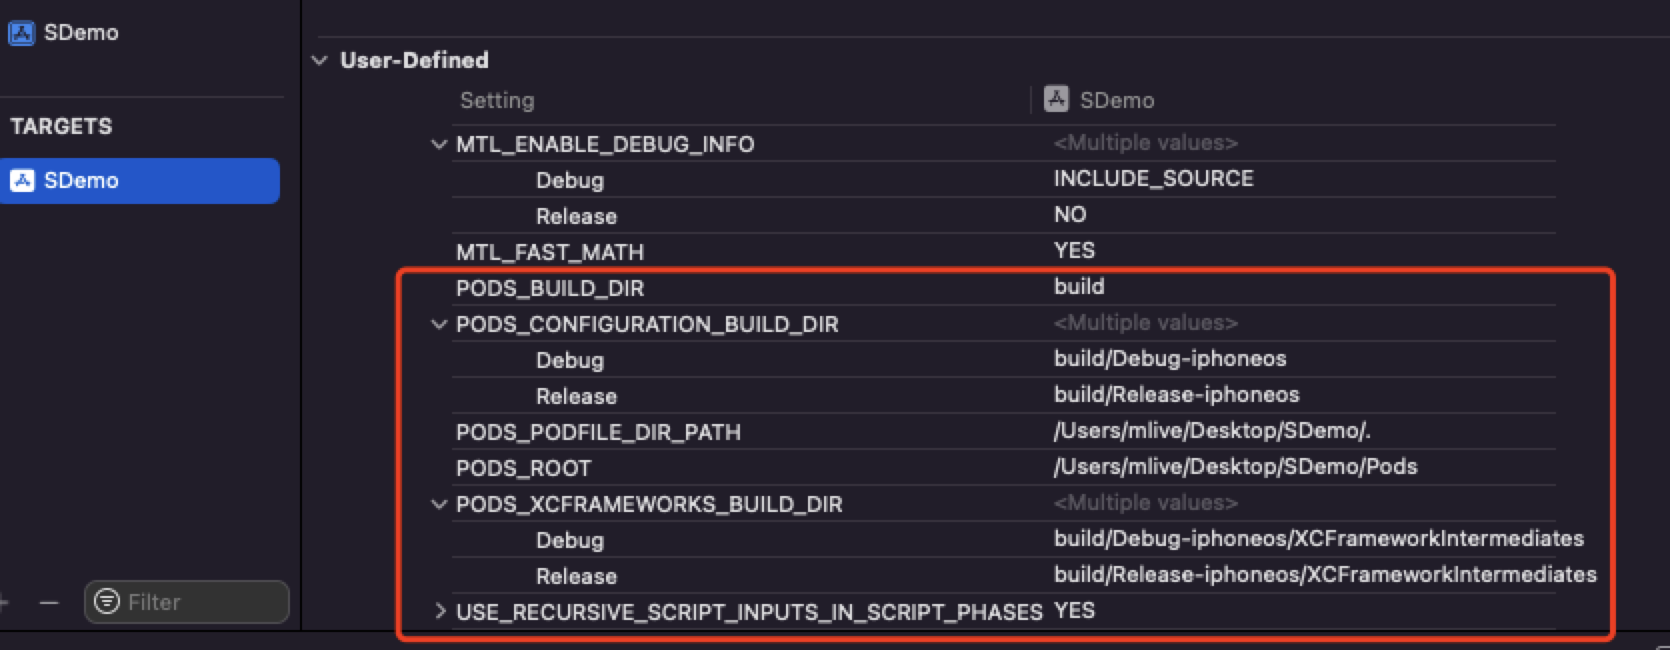 SDemo
TARGETS
SDemo
Filter
User-Defined
Setting SDemo
MTL_ENABLE_DEBUG_INFO <Multiple values>
Debug INCLUDE_SOURCE
Release NO
MTL_FAST_MATH YES
PODS_BUILD_DIR build
PODS_CONFIGURATION_BUILD_DIR <Multiple values>
Debug build/Debug-iphoneos
Release build/Release-iphoneos
PODS_PODFILE_DIR_PATH /Users/mlive/Desktop/SDemo/.
PODS_ROOT /Users/mlive/Desktop/SDemo/Pods
PODS_XCFRAMEWORKS_BUILD_DIR <Multiple values>
Debug build/Debug-iphoneos/XCFrameworkIntermediates
Release build/Release-iphoneos/XCFrameworkIntermediates
USE_RECURSIVE_SCRIPT_INPUTS_IN_SCRIPT_PHASES YES